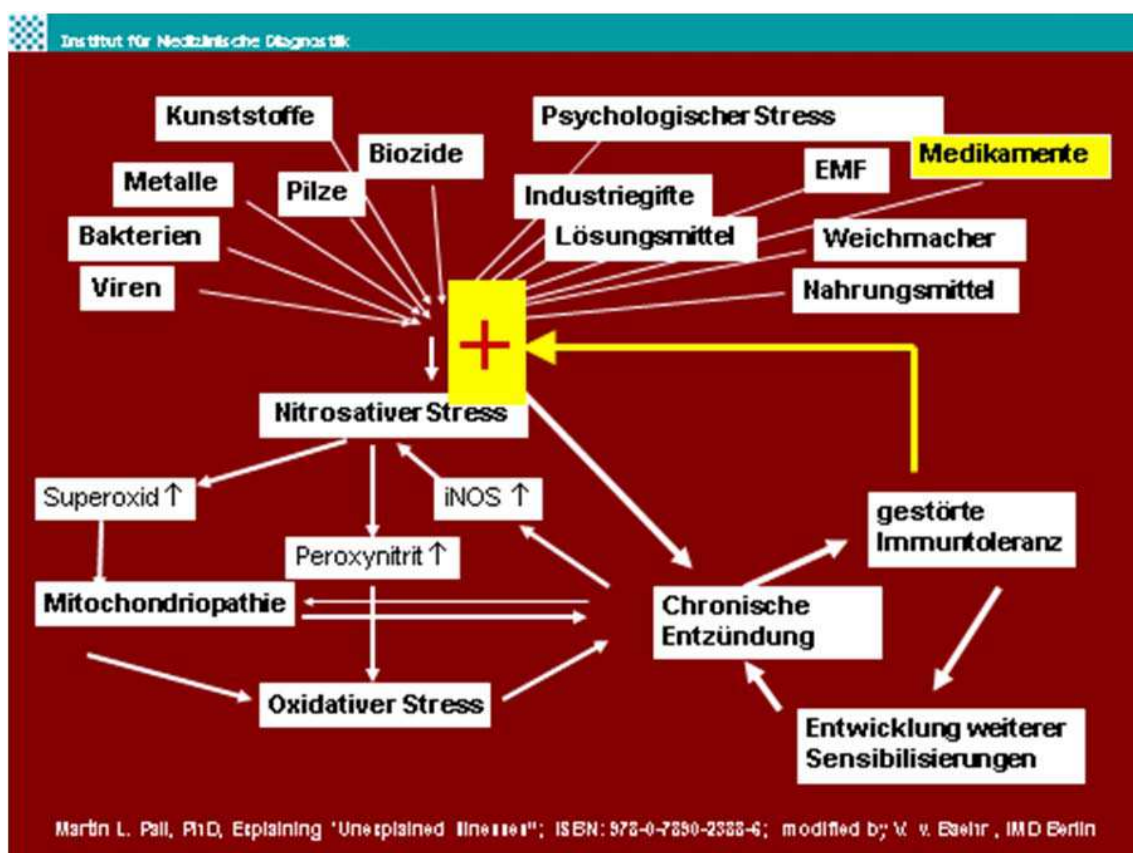 Institut für Medizinische Diagnostik
Kunststoffe
Psychologischer Stress
Biozide
Medikamente
Metalle
Pilze
EMF
Industriegifte
Bakterien
Lösungsmittel
Weichmacher
Viren
Nahrungsmittel
+
Nitrosativer Stress
Superoxid ↑
iNOS ↑
gestörte
Immuntoleranz
Peroxynitrit ↑
Mitochondriopathie
Chronische
Entzündung
Oxidativer Stress
Entwicklung weiterer
Sensibilisierungen
Martin L. Pall, PhD, Explaining "Unexplained Illnesses"; ISBN: 978-0-7890-2388-6; modified by V. v. Baehr, IMD Berlin